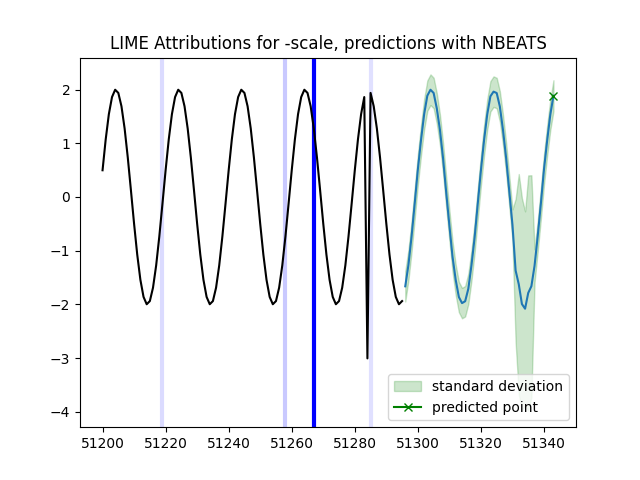 LIME Attributions for -scale, predictions with NBEATS
2
1
0
−1
−2
−3
−4
standard deviation
predicted point
51200 51220 51240 51260 51280 51300 51320 51340